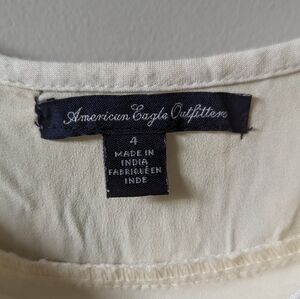 American Eagle Outfitters
4
MADE IN
INDIA
FABRIQUÉ EN
INDE